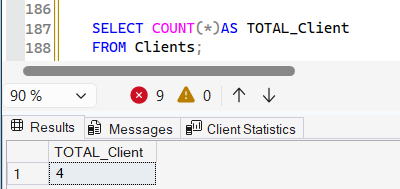 186
187 SELECT COUNT(*)AS TOTAL_Client
188 FROM Clients;
90 % 9 0
Results Messages Client Statistics
TOTAL_Client
1 4